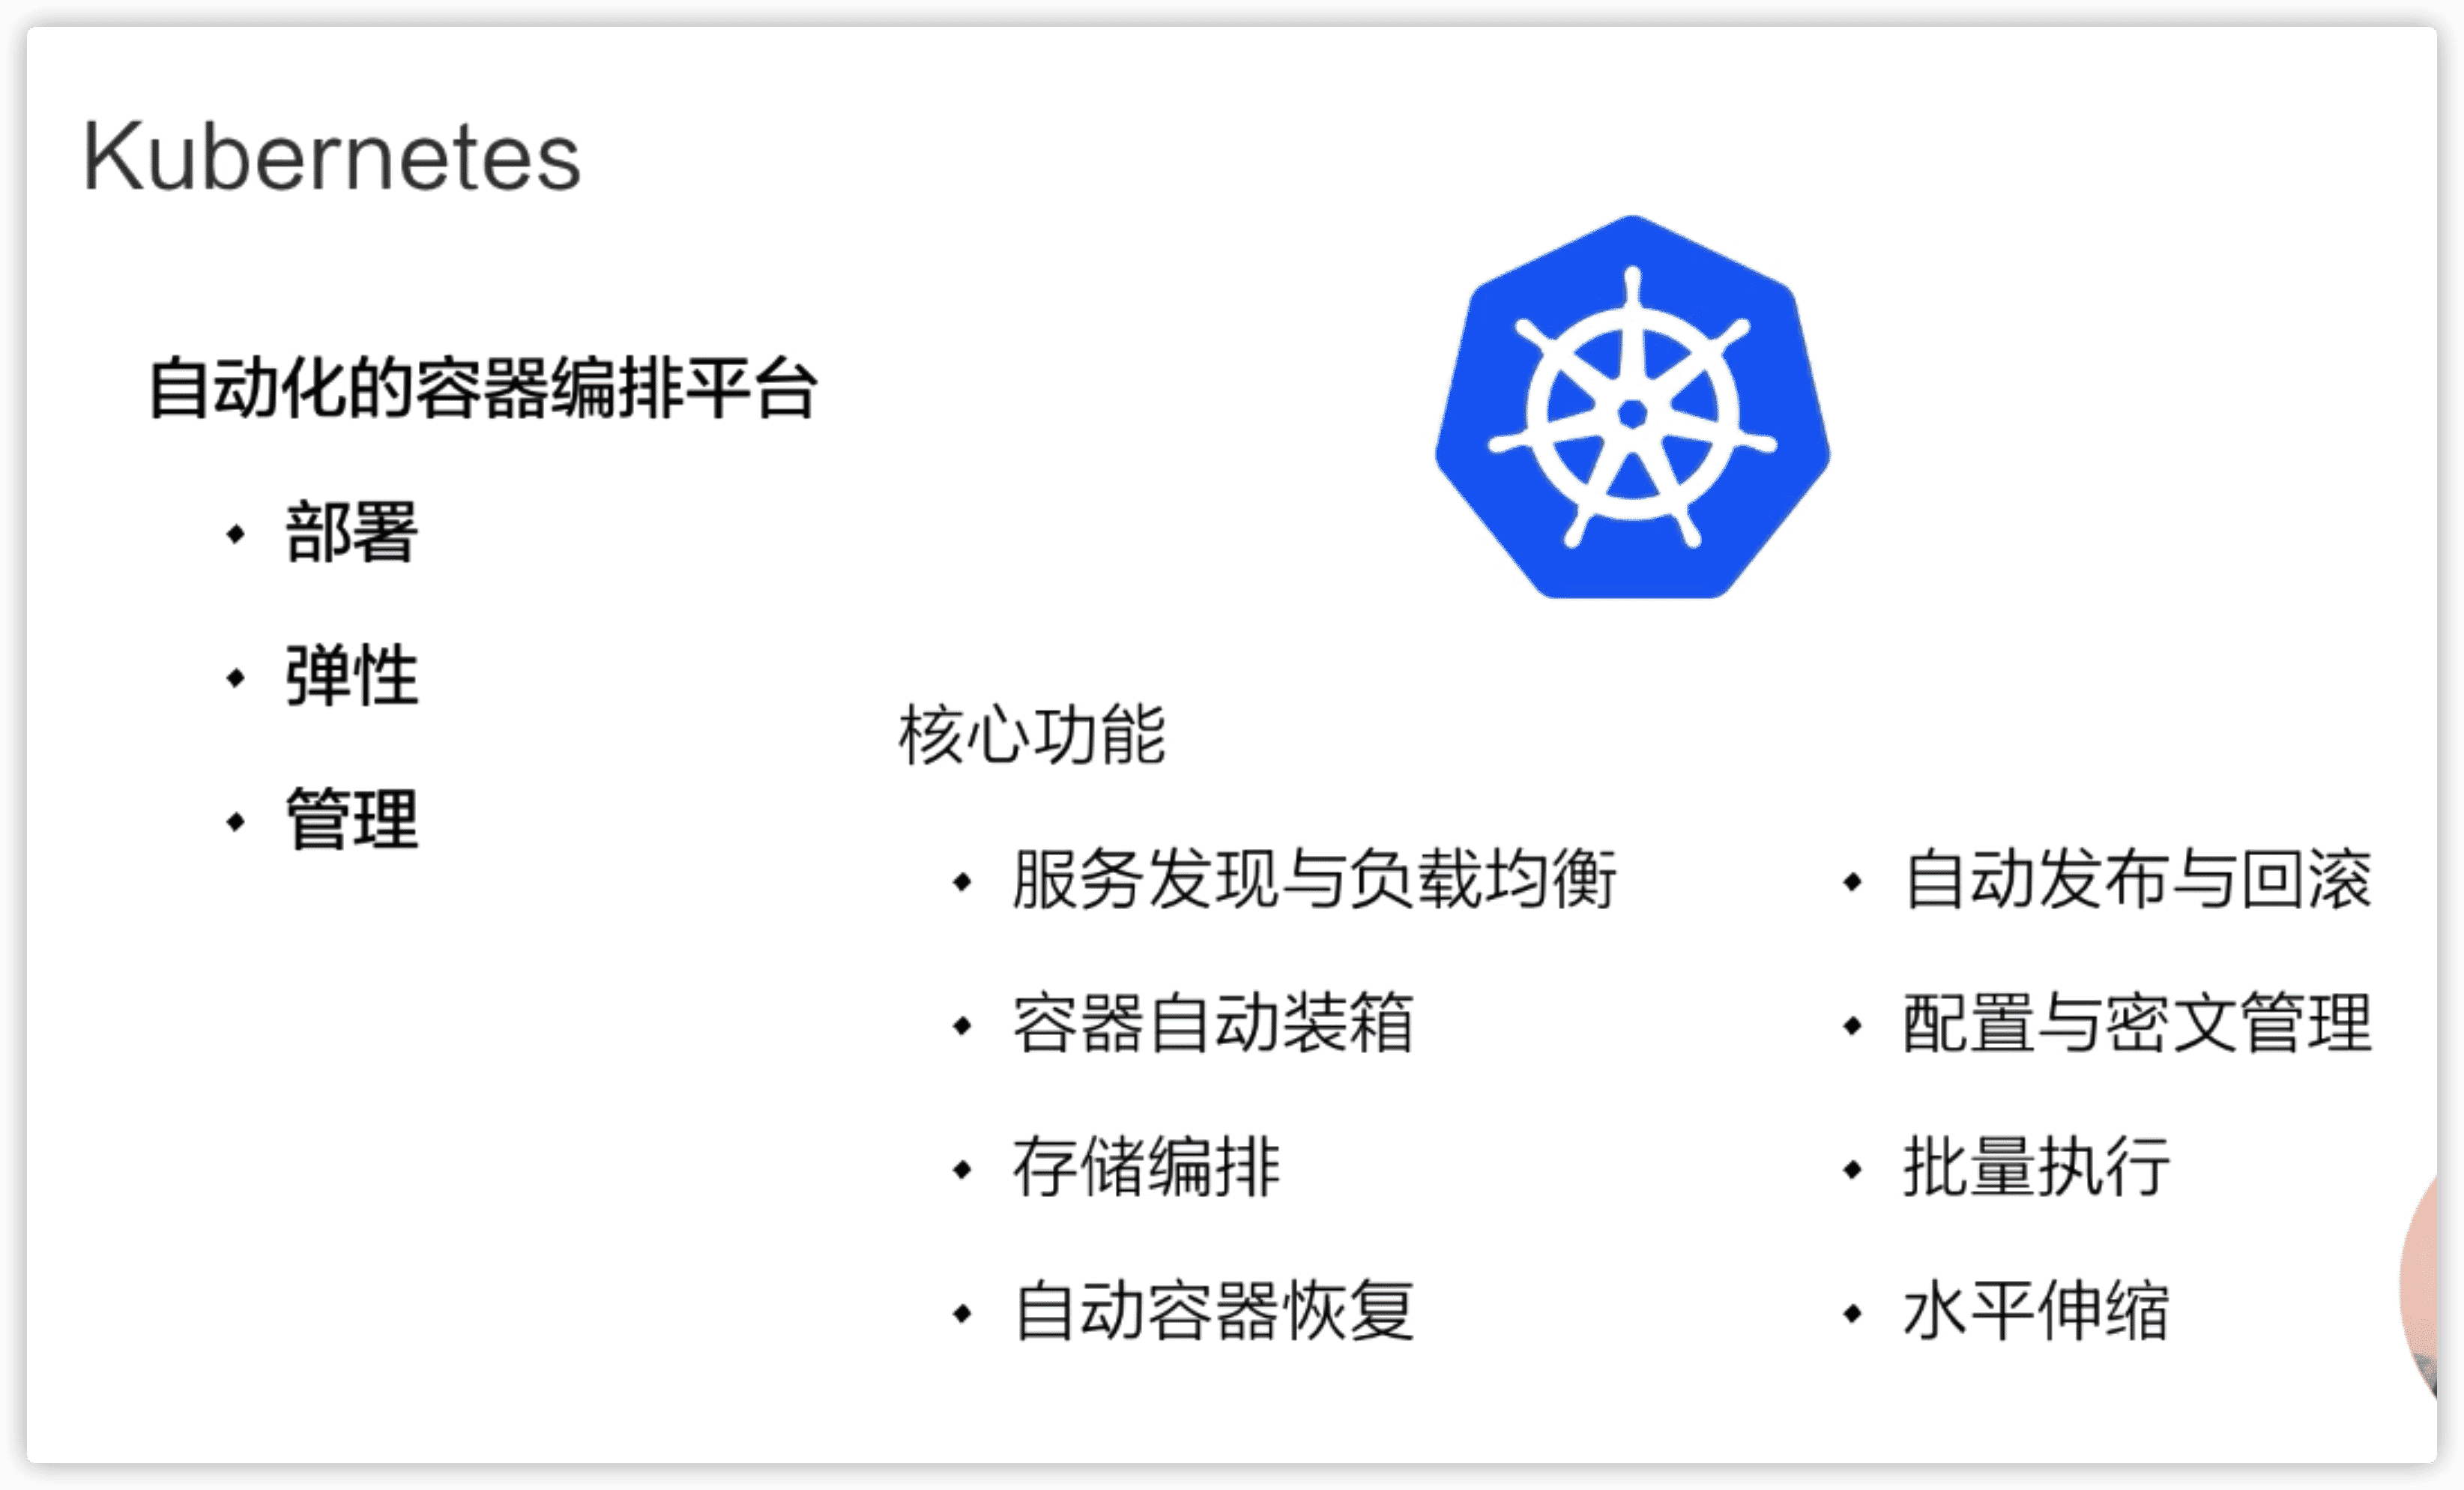 Kubernetes
自动化的容器编排平台
部署
弹性
管理
核心功能
服务发现与负载均衡
容器自动装箱
存储编排
自动容器恢复
自动发布与回滚
配置与密文管理
批量执行
水平伸缩